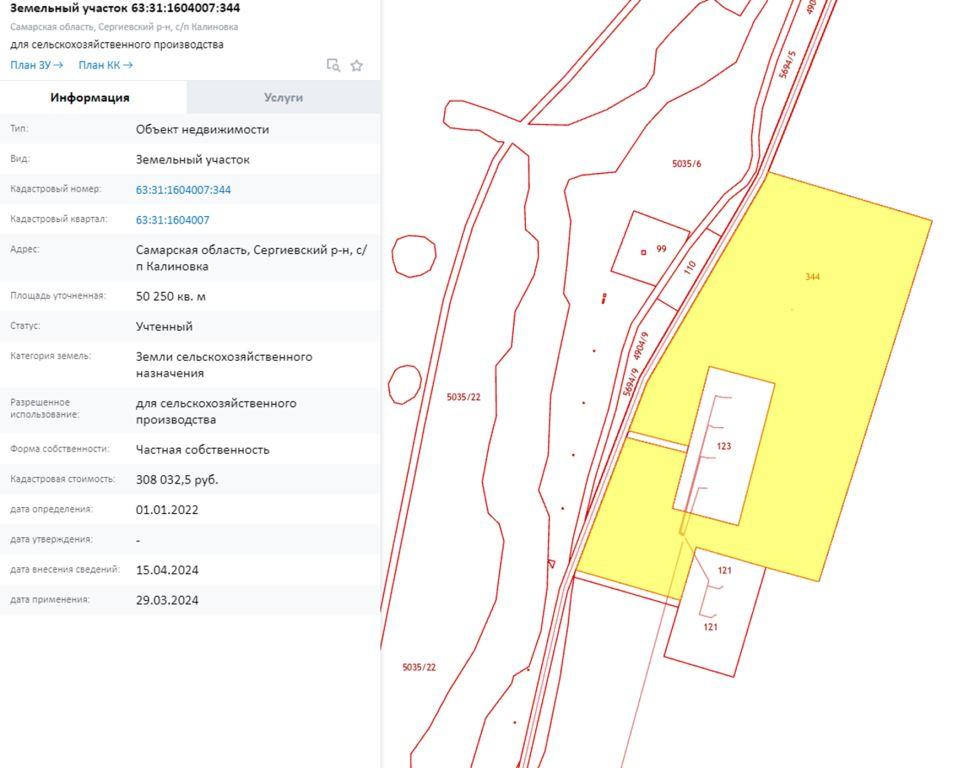 Земельный участок 63:31:1604007:344
Самарская область, Сергиевский р-н, с/п Калиновка
для сельскохозяйственного производства
План ЗУ → План КК →
Информация Услуги
Тип: Объект недвижимости
Вид: Земельный участок
Кадастровый номер: 63:31:1604007:344
Кадастровый квартал: 63:31:1604007
Адрес: Самарская область, Сергиевский р-н, с/
п Калиновка
Площадь уточненная: 50 250 кв. м
Статус: Учтенный
Категория земель: Земли сельскохозяйственного
назначения
Разрешенное
использование:
для сельскохозяйственного
производства
Форма собственности: Частная собственность
Кадастровая стоимость: 308 032,5 руб.
дата определения: 01.01.2022
дата утверждения: -
дата внесения сведений: 15.04.2024
дата применения: 29.03.2024
5694/5
5035/6
99
110
344
4904/9
5694/9
5035/22
123
121
121
5035/22